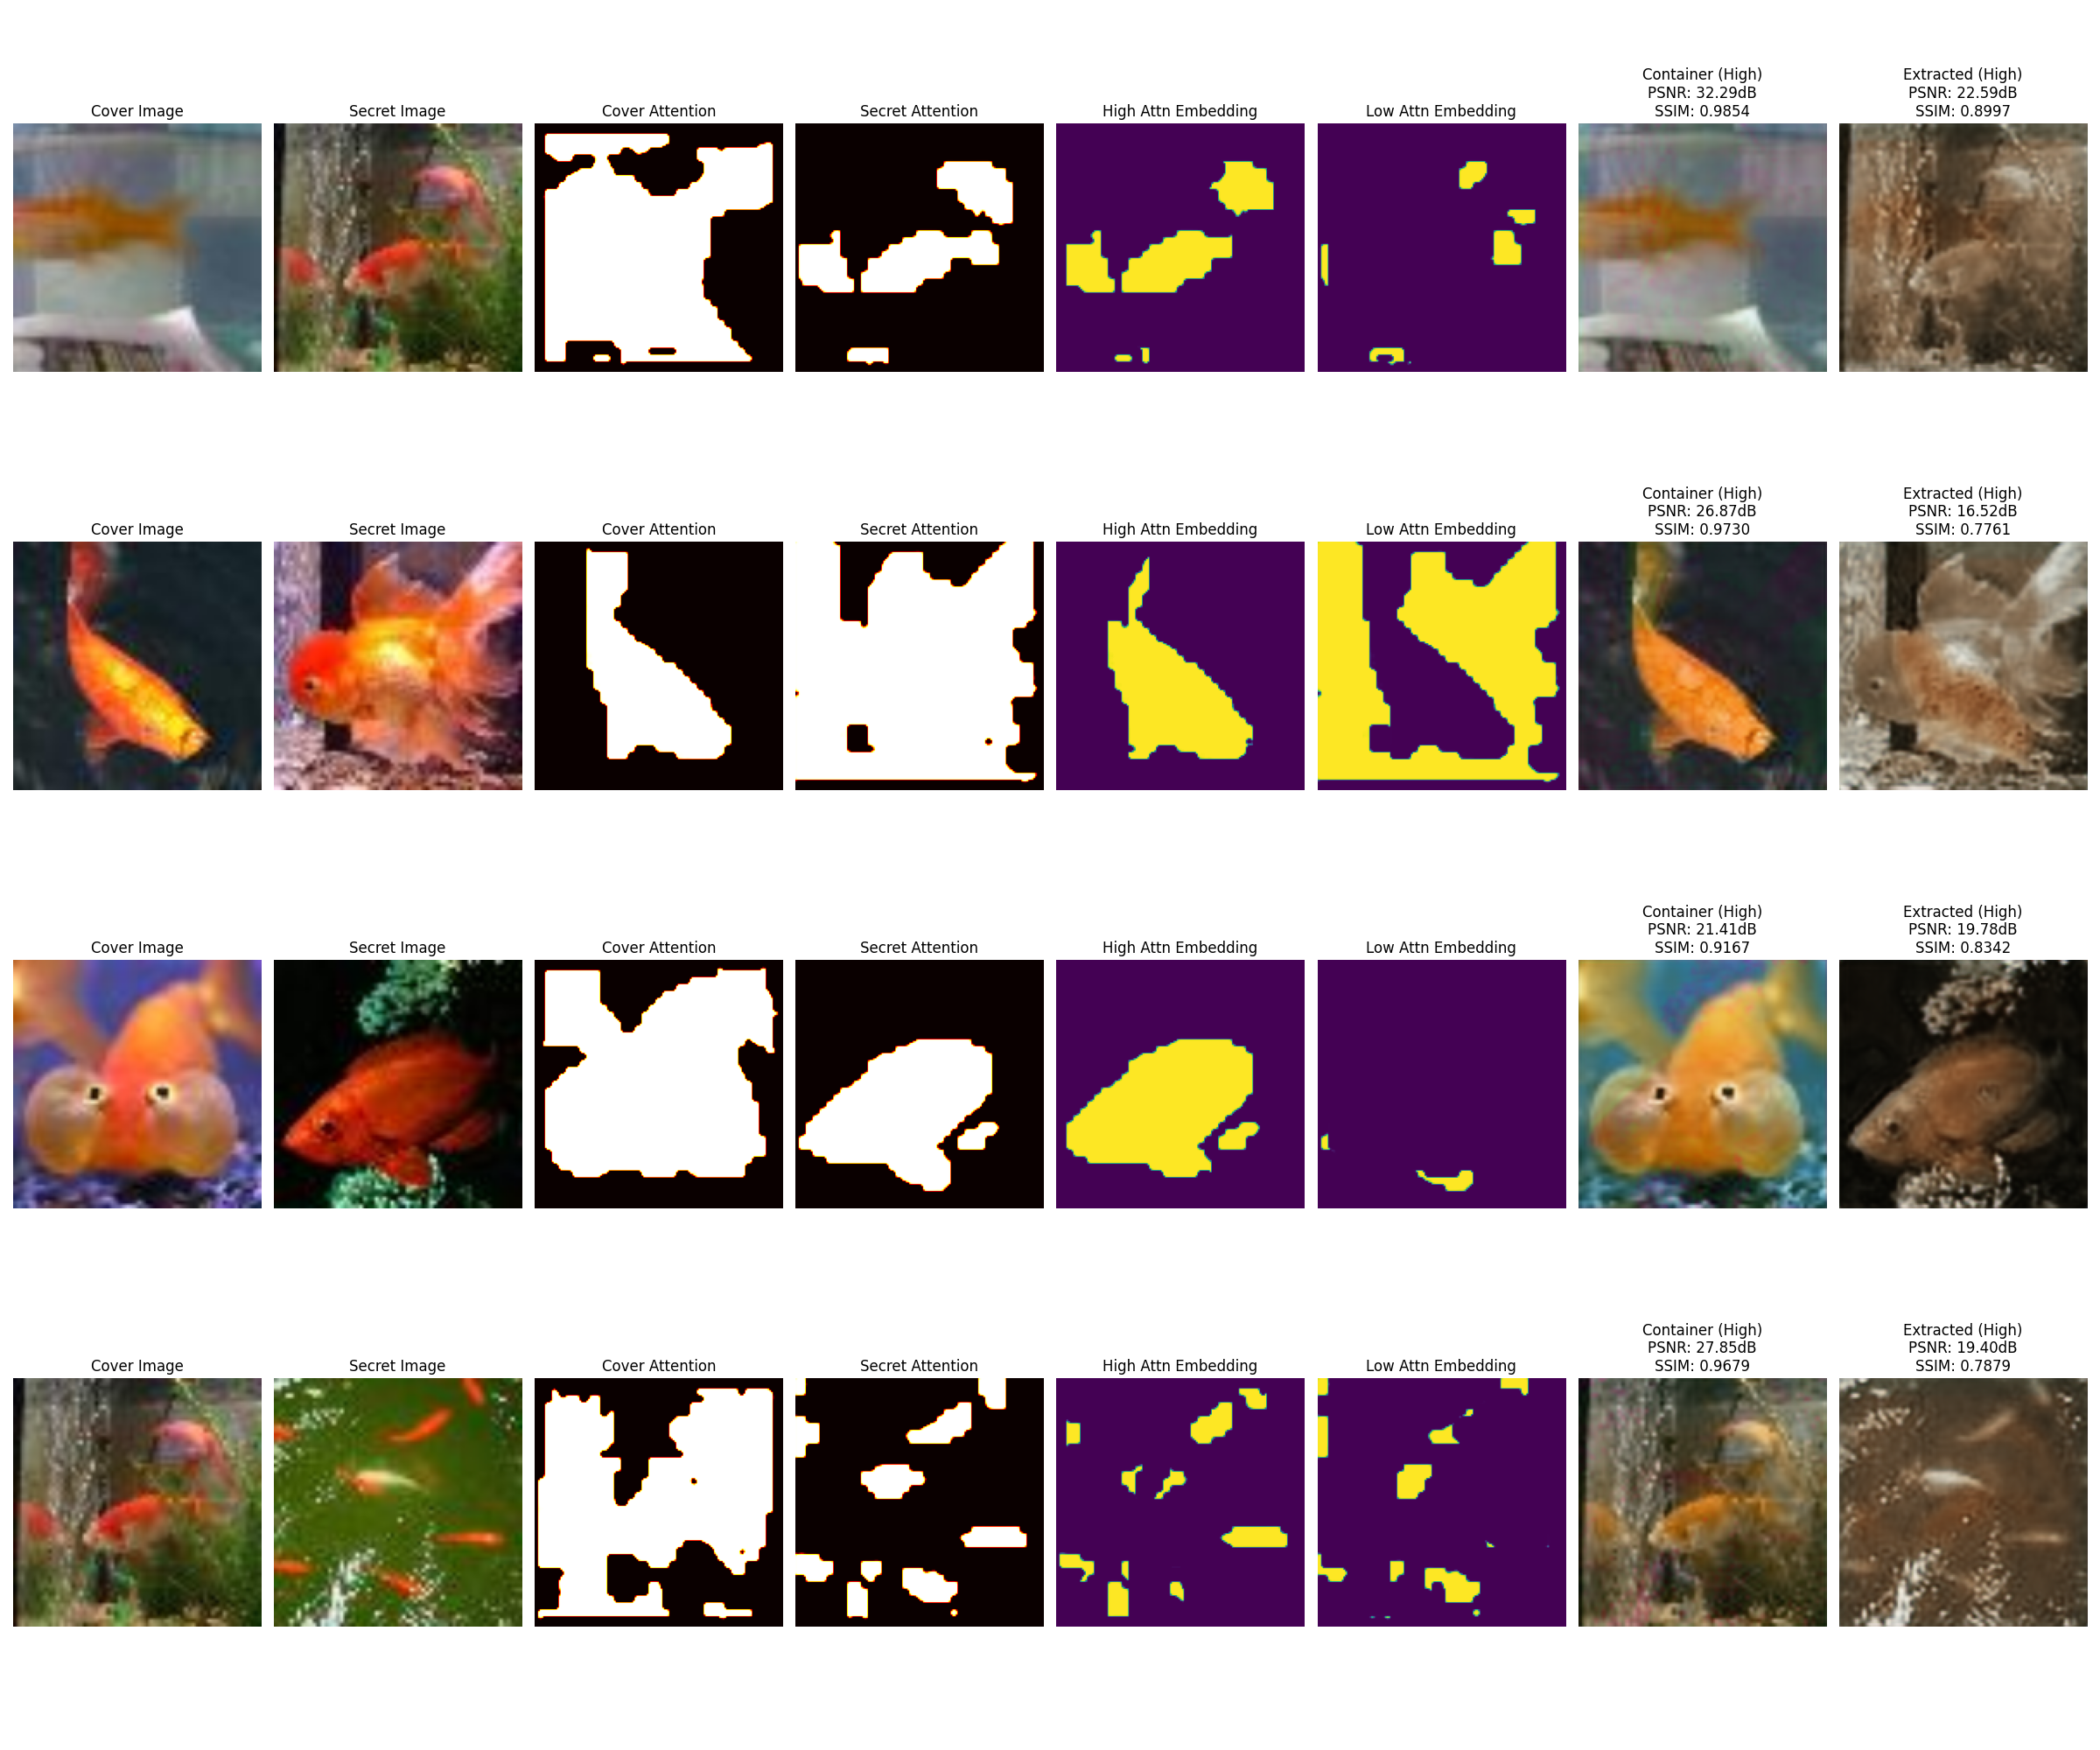 Cover Image
Secret Image
Cover Attention
Secret Attention
High Attn Embedding
Low Attn Embedding
Container (High)
PSNR: 32.29dB
SSIM: 0.9854
Extracted (High)
PSNR: 22.59dB
SSIM: 0.8997
Cover Image
Secret Image
Cover Attention
Secret Attention
High Attn Embedding
Low Attn Embedding
Container (High)
PSNR: 26.87dB
SSIM: 0.9730
Extracted (High)
PSNR: 16.52dB
SSIM: 0.7761
Cover Image
Secret Image
Cover Attention
Secret Attention
High Attn Embedding
Low Attn Embedding
Container (High)
PSNR: 21.41dB
SSIM: 0.9167
Extracted (High)
PSNR: 19.78dB
SSIM: 0.8342
Cover Image
Secret Image
Cover Attention
Secret Attention
High Attn Embedding
Low Attn Embedding
Container (High)
PSNR: 27.85dB
SSIM: 0.9679
Extracted (High)
PSNR: 19.40dB
SSIM: 0.7879